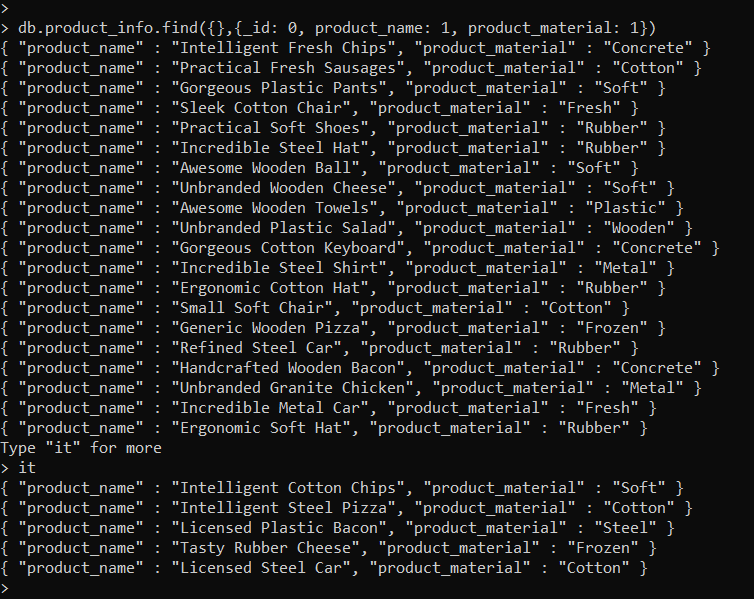 >
> db.product_info.find({},{_id: 0, product_name: 1, product_material: 1})
{ "product_name" : "Intelligent Fresh Chips", "product_material" : "Concrete" }
{ "product_name" : "Practical Fresh Sausages", "product_material" : "Cotton" }
{ "product_name" : "Gorgeous Plastic Pants", "product_material" : "Soft" }
{ "product_name" : "Sleek Cotton Chair", "product_material" : "Fresh" }
{ "product_name" : "Practical Soft Shoes", "product_material" : "Rubber" }
{ "product_name" : "Incredible Steel Hat", "product_material" : "Rubber" }
{ "product_name" : "Awesome Wooden Ball", "product_material" : "Soft" }
{ "product_name" : "Unbranded Wooden Cheese", "product_material" : "Soft" }
{ "product_name" : "Awesome Wooden Towels", "product_material" : "Plastic" }
{ "product_name" : "Unbranded Plastic Salad", "product_material" : "Wooden" }
{ "product_name" : "Gorgeous Cotton Keyboard", "product_material" : "Concrete" }
{ "product_name" : "Incredible Steel Shirt", "product_material" : "Metal" }
{ "product_name" : "Ergonomic Cotton Hat", "product_material" : "Rubber" }
{ "product_name" : "Small Soft Chair", "product_material" : "Cotton" }
{ "product_name" : "Generic Wooden Pizza", "product_material" : "Frozen" }
{ "product_name" : "Refined Steel Car", "product_material" : "Rubber" }
{ "product_name" : "Handcrafted Wooden Bacon", "product_material" : "Concrete" }
{ "product_name" : "Unbranded Granite Chicken", "product_material" : "Metal" }
{ "product_name" : "Incredible Metal Car", "product_material" : "Fresh" }
{ "product_name" : "Ergonomic Soft Hat", "product_material" : "Rubber" }
Type "it" for more
> it
{ "product_name" : "Intelligent Cotton Chips", "product_material" : "Soft" }
{ "product_name" : "Intelligent Steel Pizza", "product_material" : "Cotton" }
{ "product_name" : "Licensed Plastic Bacon", "product_material" : "Steel" }
{ "product_name" : "Tasty Rubber Cheese", "product_material" : "Frozen" }
{ "product_name" : "Licensed Steel Car", "product_material" : "Cotton" }
>